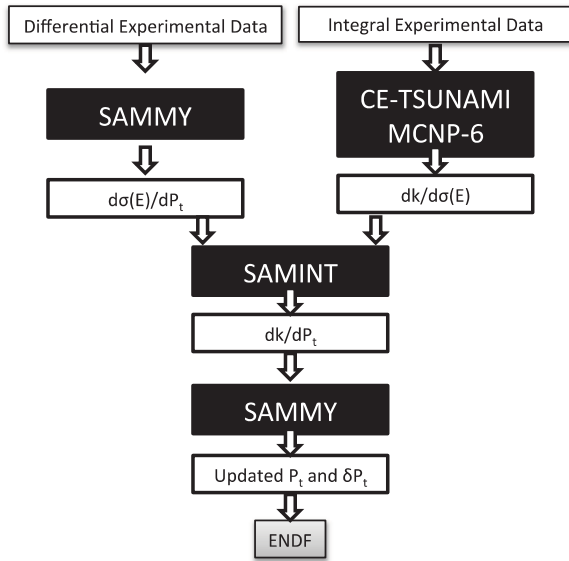 Differential Experimental Data
Integral Experimental Data
SAMMY
CE-TSUNAMI
MCNP-6
dσ(E)/dPt
dk/dσ(E)
SAMINT
dk/dPt
SAMMY
Updated Pt and δPt
ENDF